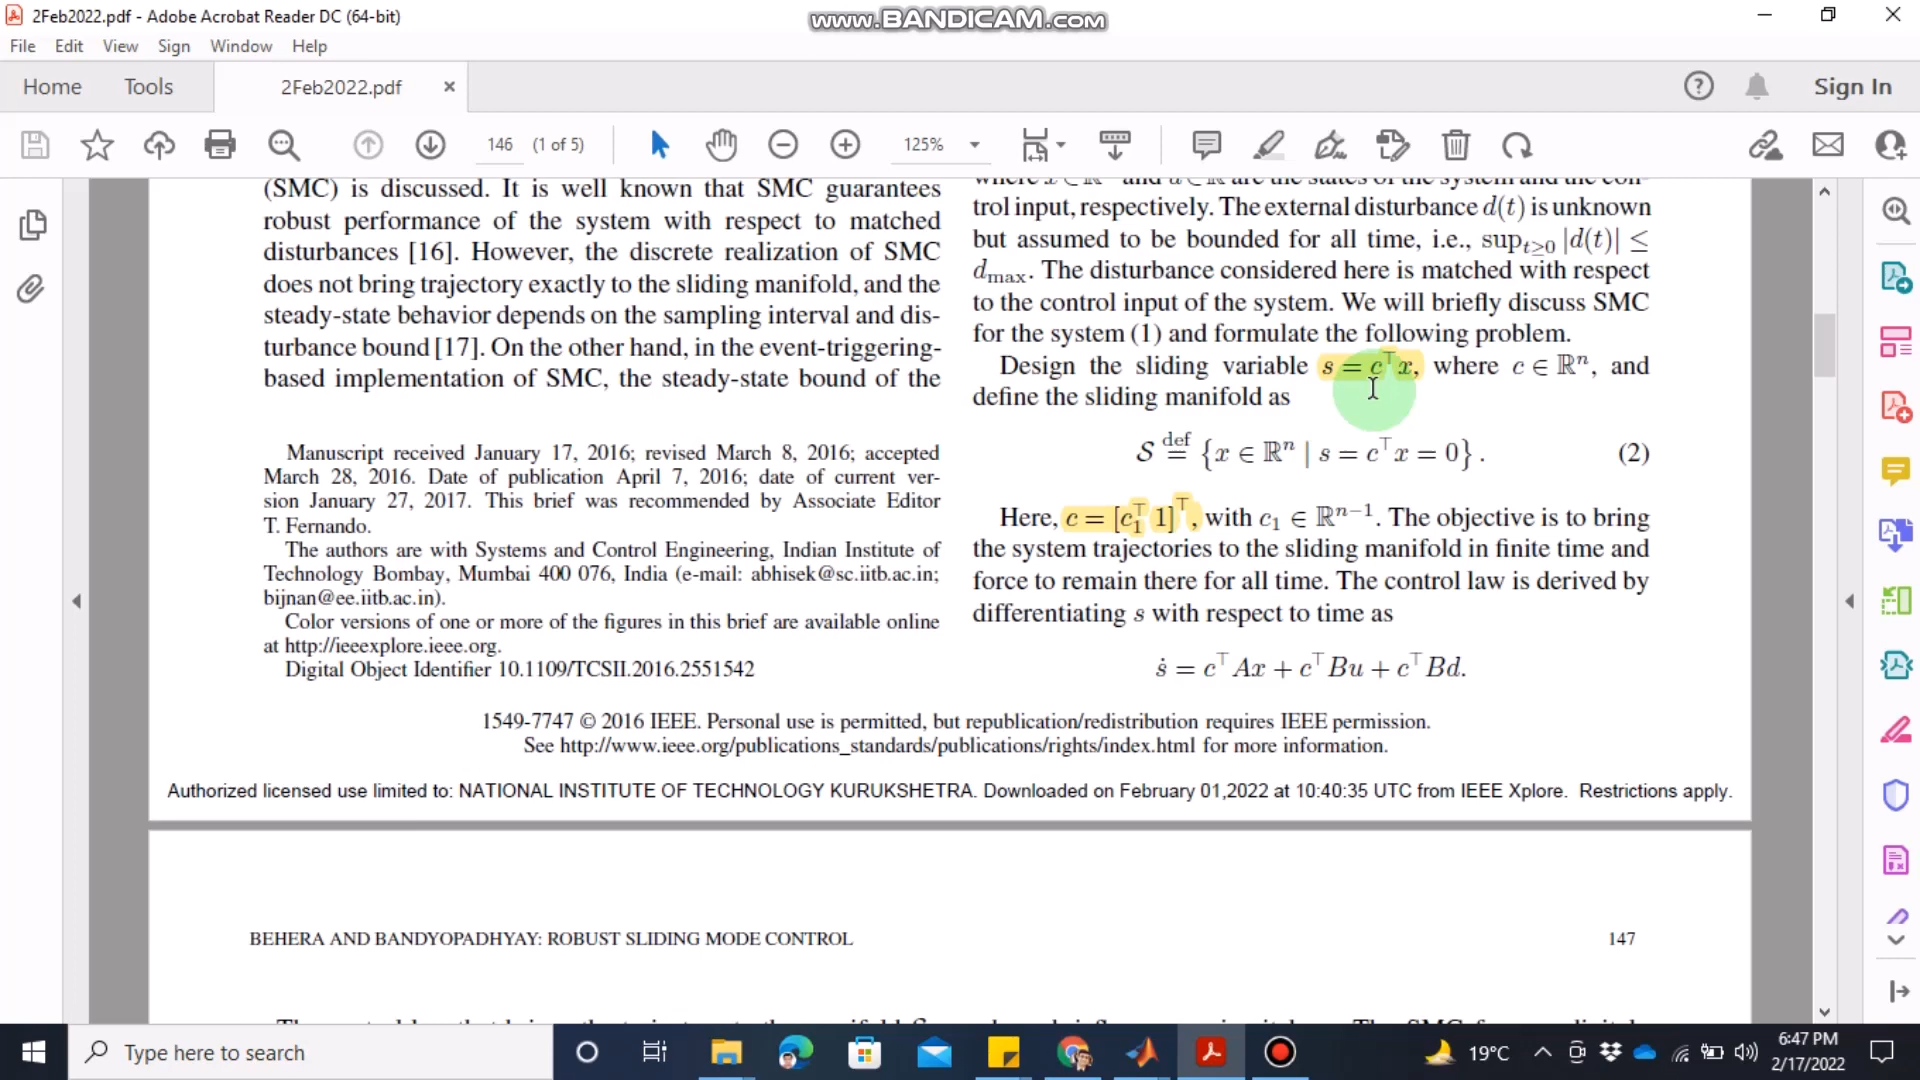 2Feb2022.pdf - Adobe Acrobat Reader DC (64-bit)
www.BANDICAM.com
File Edit View Sign Window Help
Home Tools 2Feb2022.pdf × Sign In
146 (1 of 5) 125%
(SMC) is discussed. It is well known that SMC guarantees
robust performance of the system with respect to matched
disturbances [16]. However, the discrete realization of SMC
does not bring trajectory exactly to the sliding manifold, and the
steady-state behavior depends on the sampling interval and dis-
turbance bound [17]. On the other hand, in the event-triggering-
based implementation of SMC, the steady-state bound of the
Manuscript received January 17, 2016; revised March 8, 2016; accepted
March 28, 2016. Date of publication April 7, 2016; date of current ver-
sion January 27, 2017. This brief was recommended by Associate Editor
T. Fernando.
The authors are with Systems and Control Engineering, Indian Institute of
Technology Bombay, Mumbai 400 076, India (e-mail: abhisek@sc.iitb.ac.in;
bijnan@ee.iitb.ac.in).
Color versions of one or more of the figures in this brief are available online
at http://ieeexplore.ieee.org.
Digital Object Identifier 10.1109/TCSII.2016.2551542
where x ∈ ℝⁿ and u ∈ ℝ are the states of the system and the con-
trol input, respectively. The external disturbance d(t) is unknown
but assumed to be bounded for all time, i.e., sup_{t≥0} |d(t)| ≤
d_max. The disturbance considered here is matched with respect
to the control input of the system. We will briefly discuss SMC
for the system (1) and formulate the following problem.
Design the sliding variable s = c⊤x, where c ∈ ℝⁿ, and
define the sliding manifold as
S def= {x ∈ ℝⁿ | s = c⊤x = 0}. (2)
Here, c = [c₁⊤ 1]⊤, with c₁ ∈ ℝⁿ⁻¹. The objective is to bring
the system trajectories to the sliding manifold in finite time and
force to remain there for all time. The control law is derived by
differentiating s with respect to time as
ṡ = c⊤Ax + c⊤Bu + c⊤Bd.
1549-7747 © 2016 IEEE. Personal use is permitted, but republication/redistribution requires IEEE permission.
See http://www.ieee.org/publications_standards/publications/rights/index.html for more information.
Authorized licensed use limited to: NATIONAL INSTITUTE OF TECHNOLOGY KURUKSHETRA. Downloaded on February 01,2022 at 10:40:35 UTC from IEEE Xplore. Restrictions apply.
BEHERA AND BANDYOPADHYAY: ROBUST SLIDING MODE CONTROL 147
Type here to search
19°C
6:47 PM
2/17/2022